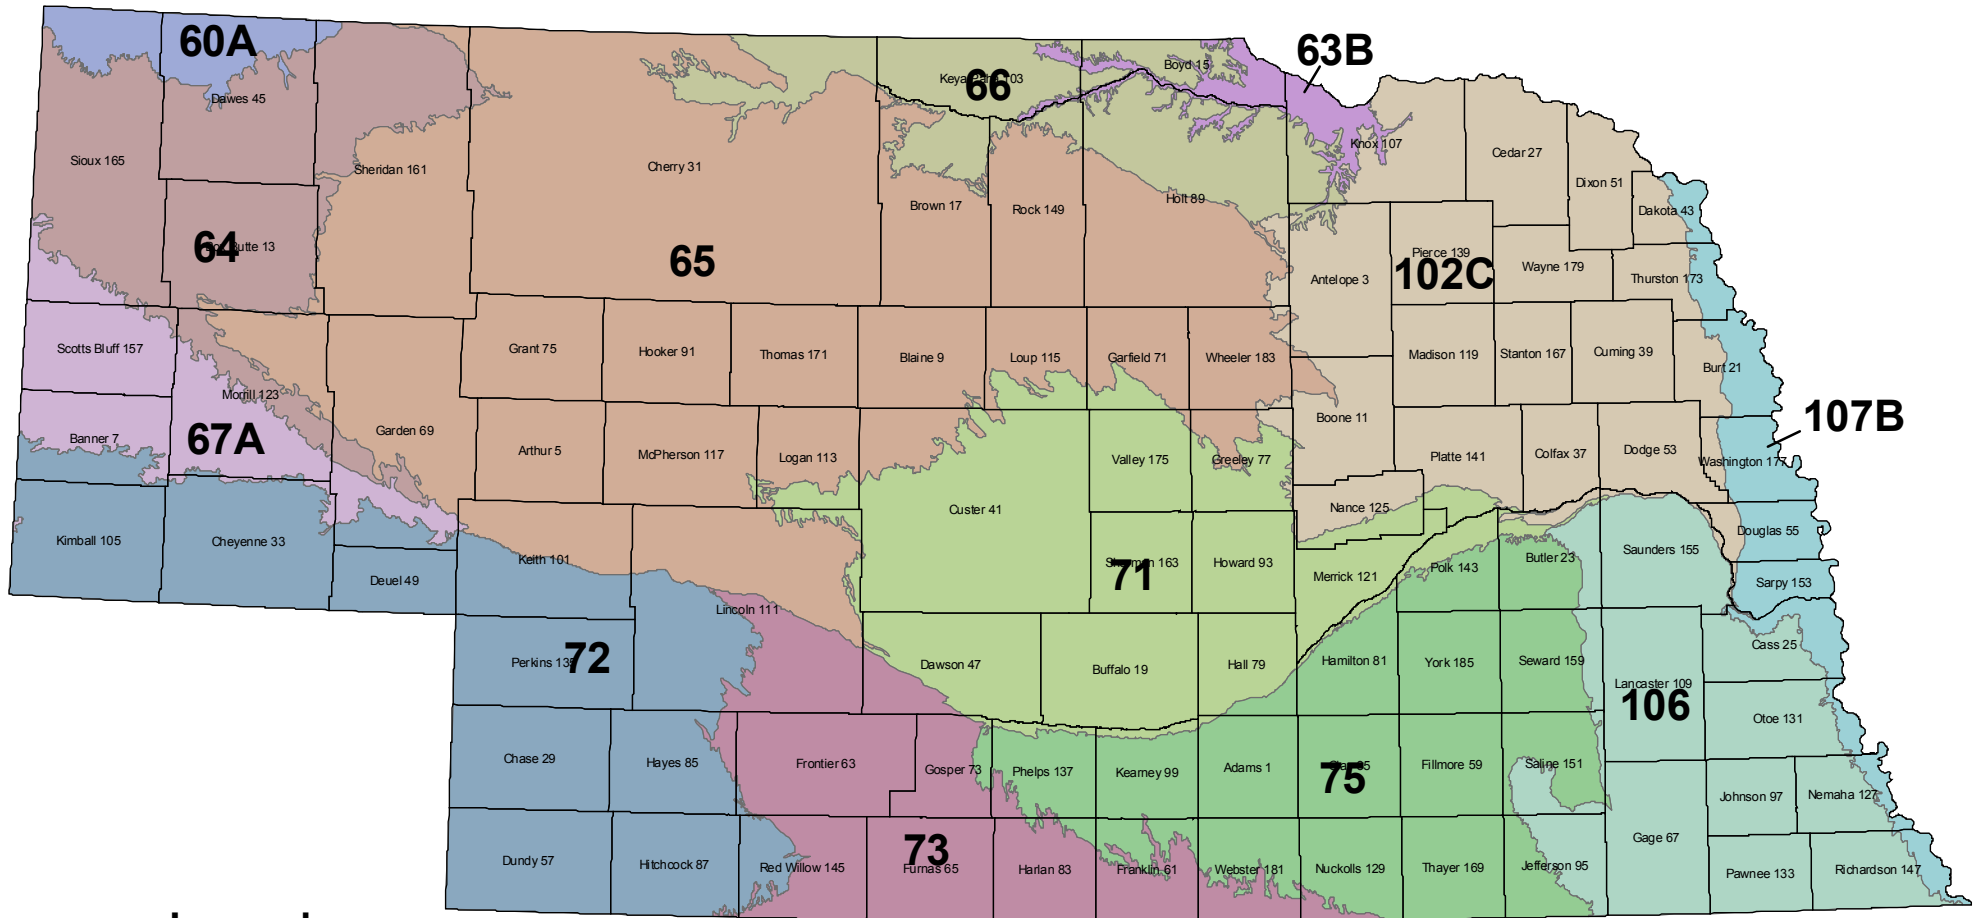 60A
66
63B
Keya Paha 103
Boyd 15
Dawes 45
Knox 107
Cedar 27
Sioux 165
Sheridan 161
Cherry 31
Dixon 51
Brown 17
Rock 149
Holt 89
Dakota 43
64
Box Butte 13
65
Antelope 3
Pierce 139
102C
Wayne 179
Thurston 173
Scotts Bluff 157
Grant 75
Hooker 91
Thomas 171
Blaine 9
Loup 115
Garfield 71
Wheeler 183
Madison 119
Stanton 167
Cuming 39
Burt 21
Morrill 123
107B
Banner 7
67A
Garden 69
Arthur 5
McPherson 117
Logan 113
Valley 175
Greeley 77
Boone 11
Platte 141
Colfax 37
Dodge 53
Washington 177
Custer 41
Nance 125
Kimball 105
Cheyenne 33
Keith 101
Deuel 49
Sherman 163
71
Howard 93
Merrick 121
Polk 143
Butler 23
Saunders 155
Douglas 55
Sarpy 153
Lincoln 111
Perkins 135
72
Dawson 47
Buffalo 19
Hall 79
Hamilton 81
York 185
Seward 159
Lancaster 109
106
Cass 25
Otoe 131
Chase 29
Hayes 85
Frontier 63
Gosper 73
Phelps 137
Kearney 99
Adams 1
Clay 35
75
Fillmore 59
Saline 151
Johnson 97
Nemaha 127
Dundy 57
Hitchcock 87
Red Willow 145
73
Furnas 65
Harlan 83
Franklin 61
Webster 181
Nuckolls 129
Thayer 169
Jefferson 95
Gage 67
Pawnee 133
Richardson 147